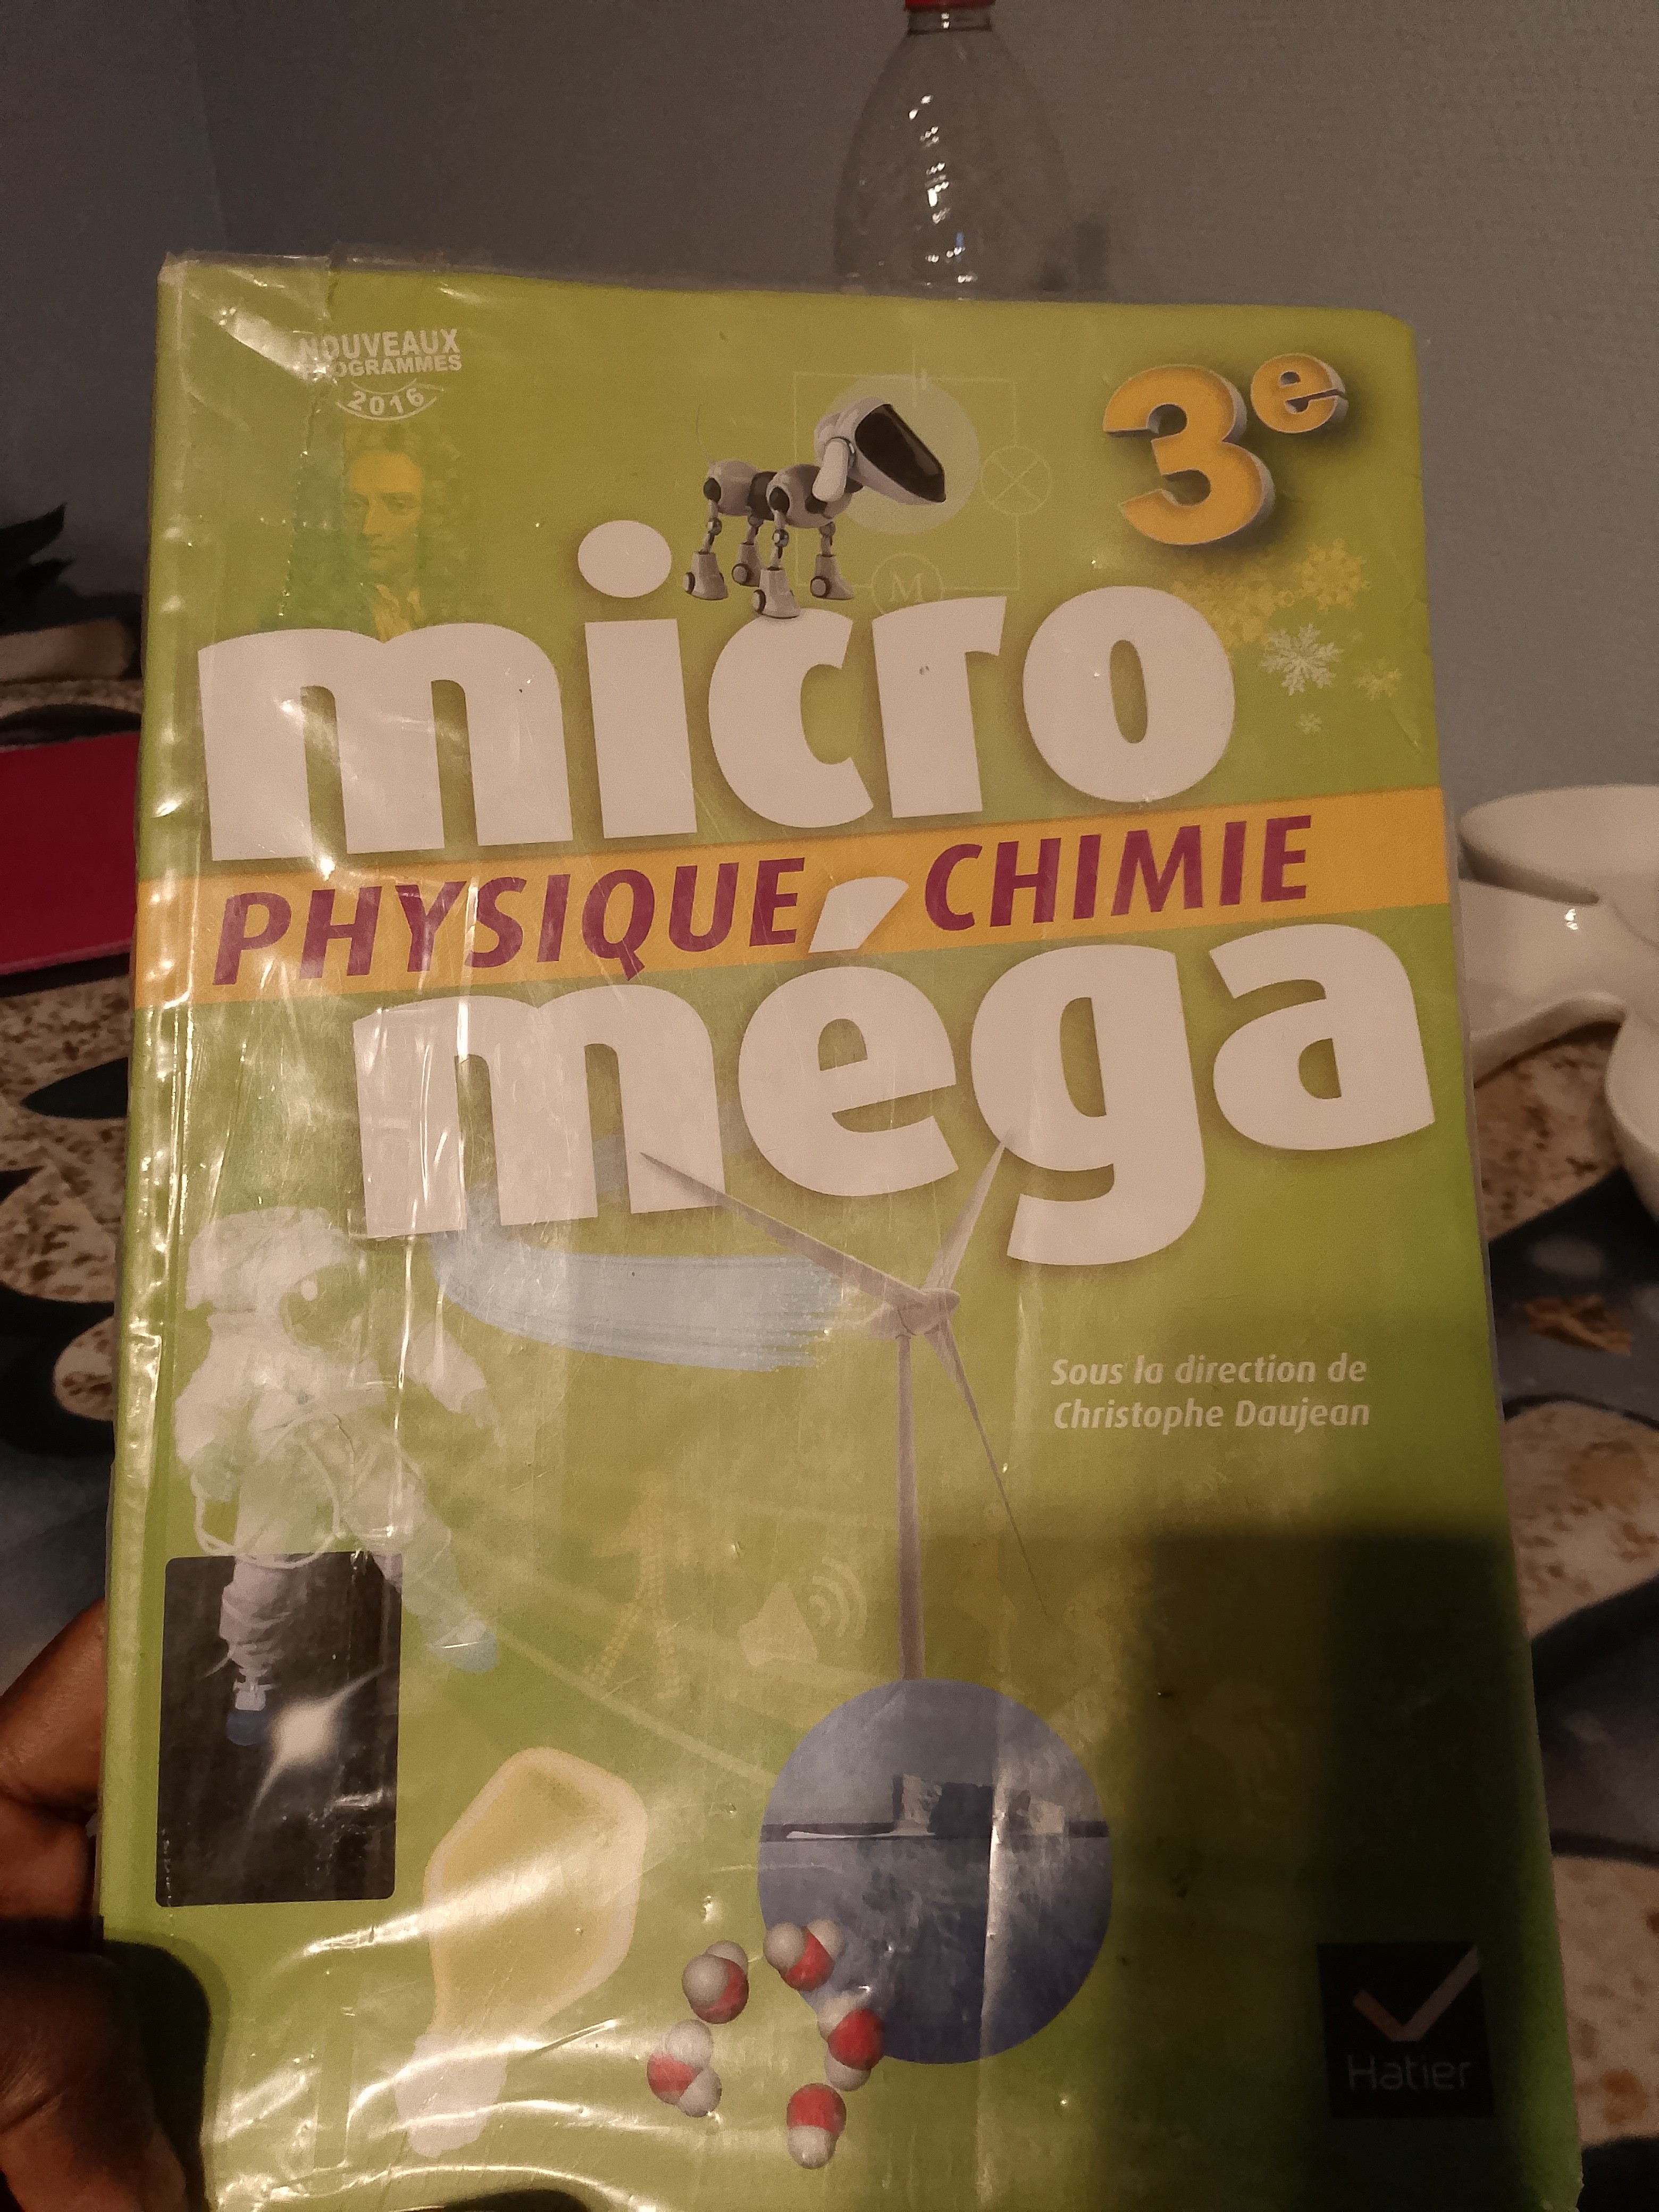 NOUVEAUX
PROGRAMMES
2016
3e
M
micro
PHYSIQUE CHIMIE
méga
Sous la direction de
Christophe Daujean
Hatier